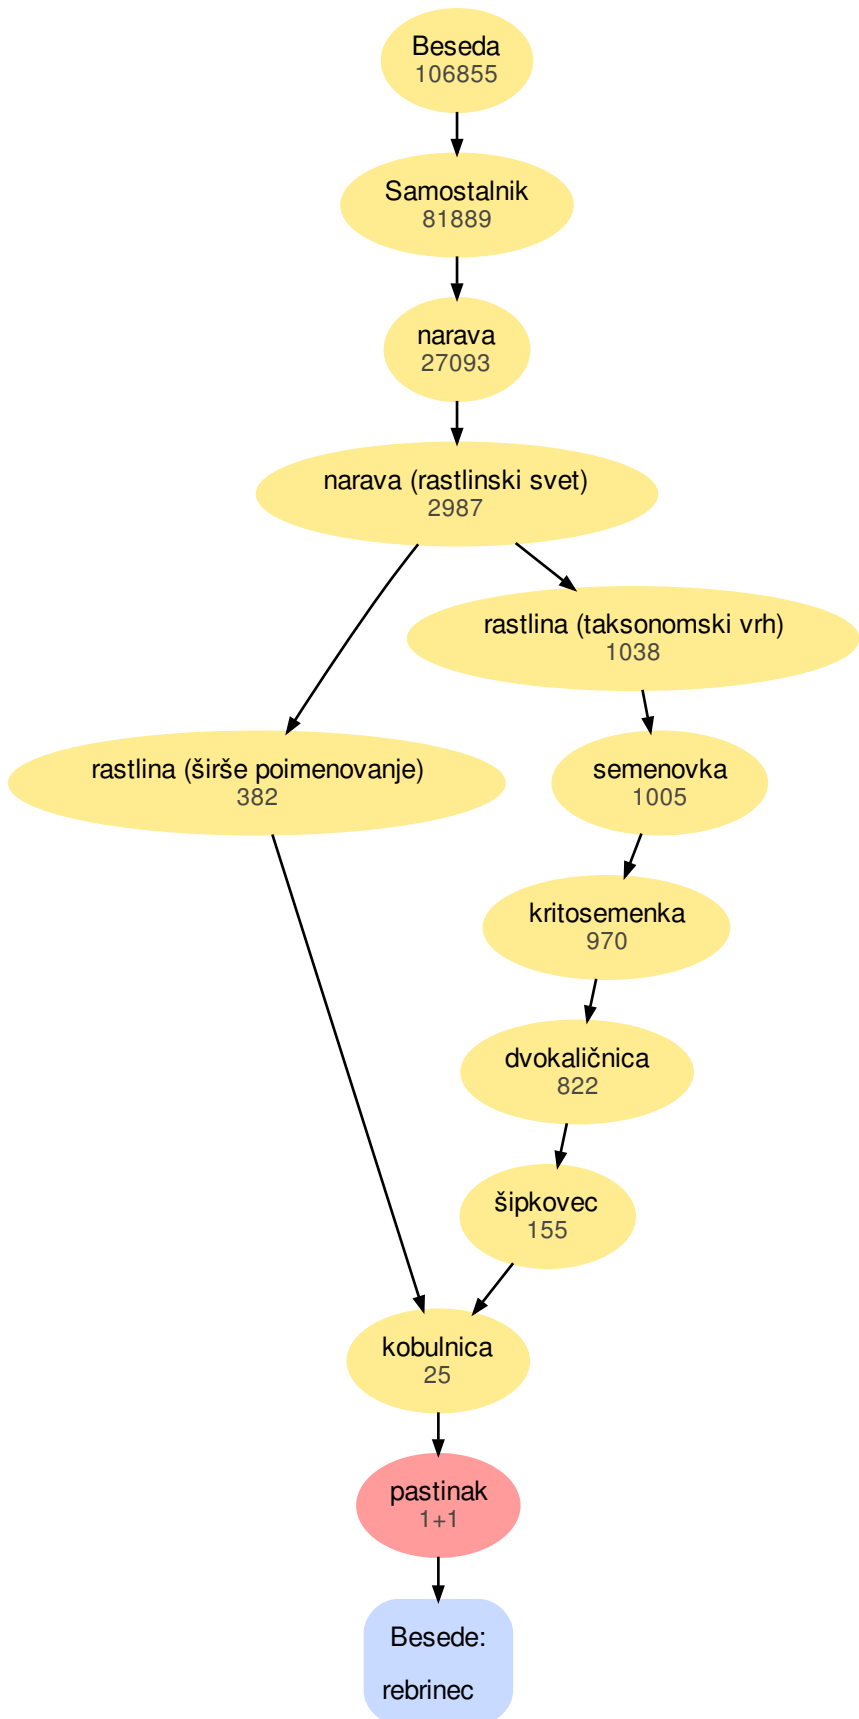 Beseda
106855
Samostalnik
81889
narava
27093
narava (rastlinski svet)
2987
rastlina (taksonomski vrh)
1038
rastlina (širše poimenovanje)
382
semenovka
1005
kritosemenka
970
dvokaličnica
822
šipkovec
155
kobulnica
25
pastinak
1+1
Besede:
rebrinec